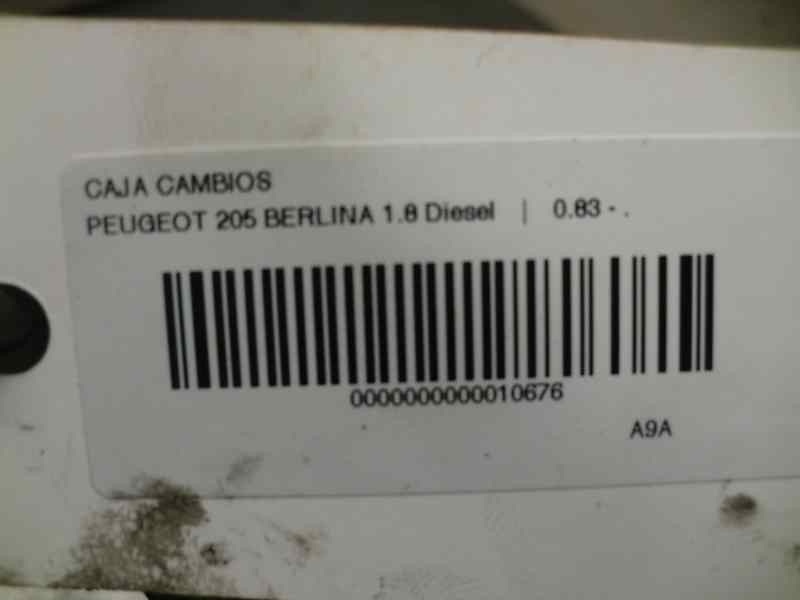 CAJA CAMBIOS
PEUGEOT 205 BERLINA 1.8 Diesel | 0.83 - .
0000000000010676
A9A